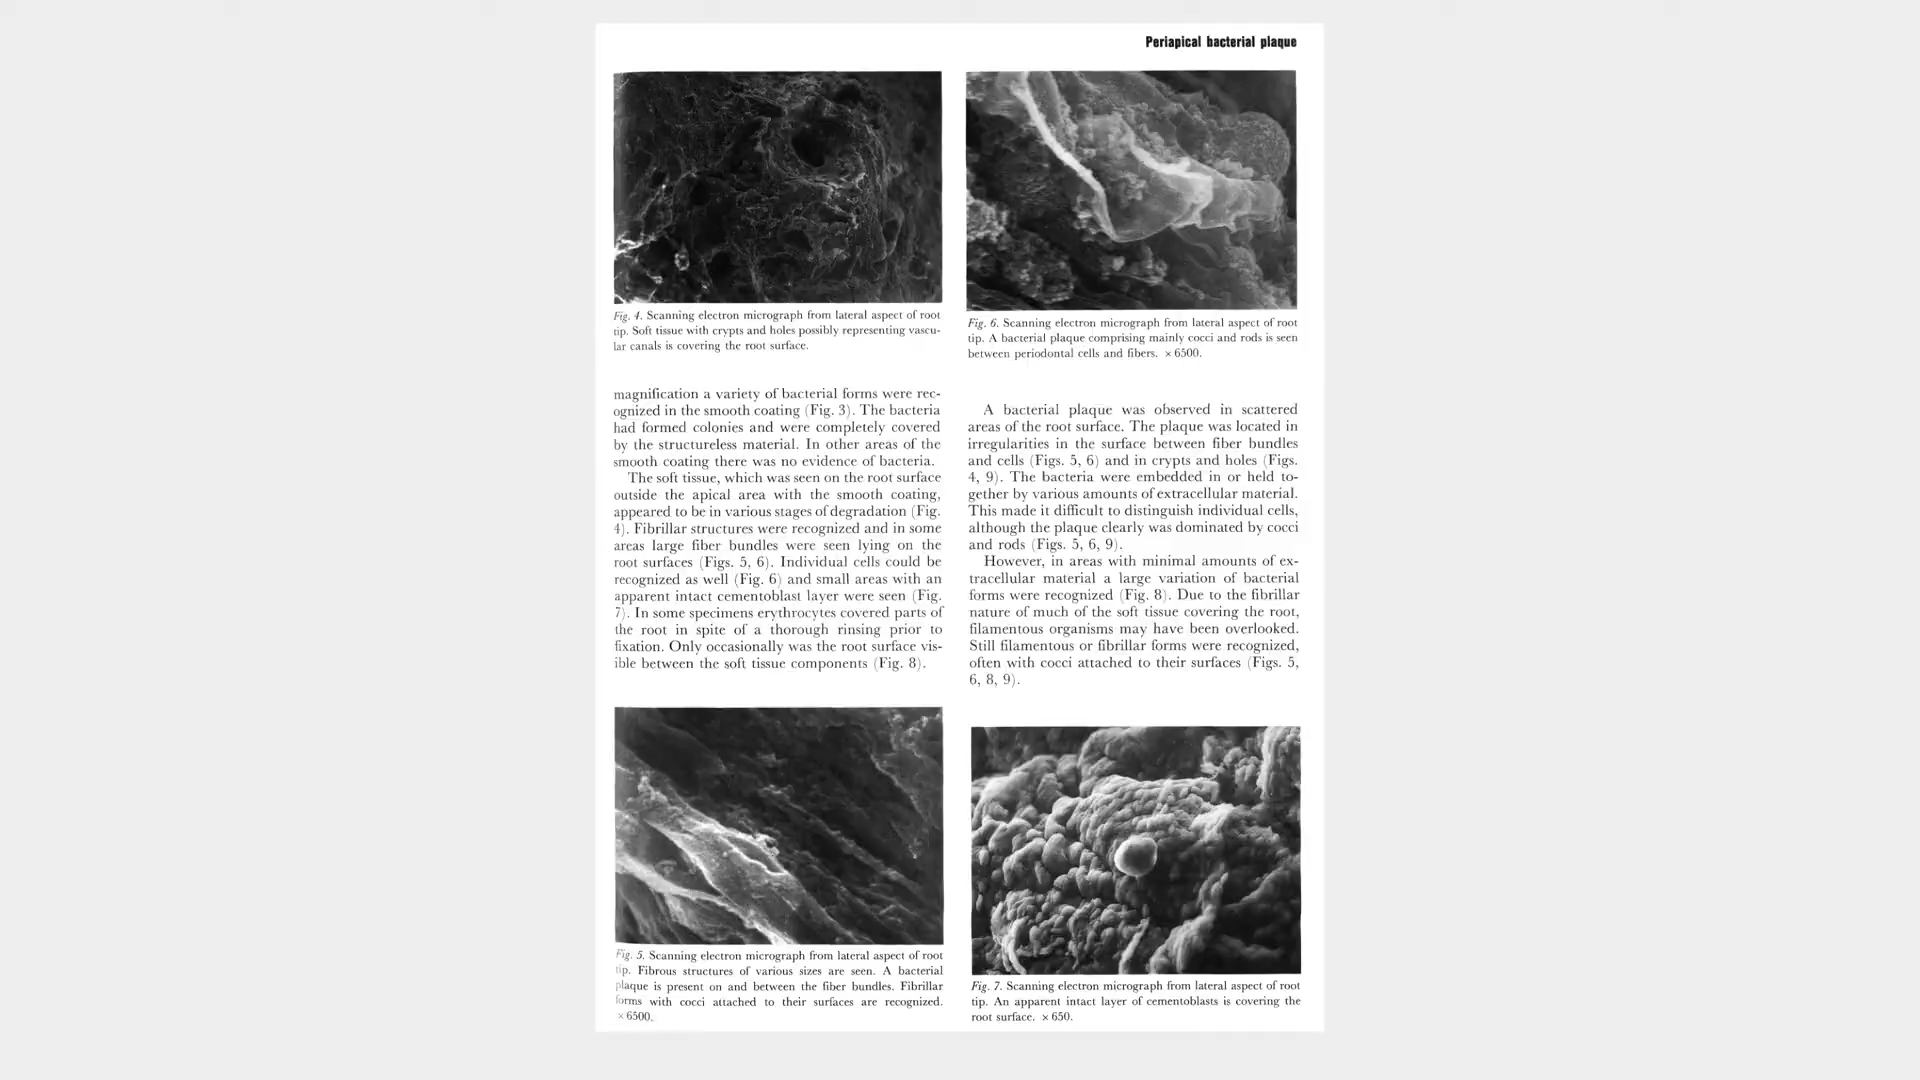 Periapical bacterial plaque
Fig. 4. Scanning electron micrograph from lateral aspect of root
tip. Soft tissue with crypts and holes possibly representing vascu-
lar canals is covering the root surface.
magnification a variety of bacterial forms were rec-
ognized in the smooth coating (Fig. 3). The bacteria
had formed colonies and were completely covered
by the structureless material. In other areas of the
smooth coating there was no evidence of bacteria.
The soft tissue, which was seen on the root surface
outside the apical area with the smooth coating,
appeared to be in various stages of degradation (Fig.
4). Fibrillar structures were recognized and in some
areas large fiber bundles were seen lying on the
root surfaces (Figs. 5, 6). Individual cells could be
recognized as well (Fig. 6) and small areas with an
apparent intact cementoblast layer were seen (Fig.
7). In some specimens erythrocytes covered parts of
the root in spite of a thorough rinsing prior to
fixation. Only occasionally was the root surface vis-
ible between the soft tissue components (Fig. 8).
Fig. 5. Scanning electron micrograph from lateral aspect of root
tip. Fibrous structures of various sizes are seen. A bacterial
plaque is present on and between the fiber bundles. Fibrillar
forms with cocci attached to their surfaces are recognized.
× 6500.
Fig. 6. Scanning electron micrograph from lateral aspect of root
tip. A bacterial plaque comprising mainly cocci and rods is seen
between periodontal cells and fibers. × 6500.
A bacterial plaque was observed in scattered
areas of the root surface. The plaque was located in
irregularities in the surface between fiber bundles
and cells (Figs. 5, 6) and in crypts and holes (Figs.
4, 9). The bacteria were embedded in or held to-
gether by various amounts of extracellular material.
This made it difficult to distinguish individual cells,
although the plaque clearly was dominated by cocci
and rods (Figs. 5, 6, 9).
However, in areas with minimal amounts of ex-
tracellular material a large variation of bacterial
forms were recognized (Fig. 8). Due to the fibrillar
nature of much of the soft tissue covering the root,
filamentous organisms may have been overlooked.
Still filamentous or fibrillar forms were recognized,
often with cocci attached to their surfaces (Figs. 5,
6, 8, 9).
Fig. 7. Scanning electron micrograph from lateral aspect of root
tip. An apparent intact layer of cementoblasts is covering the
root surface. × 650.